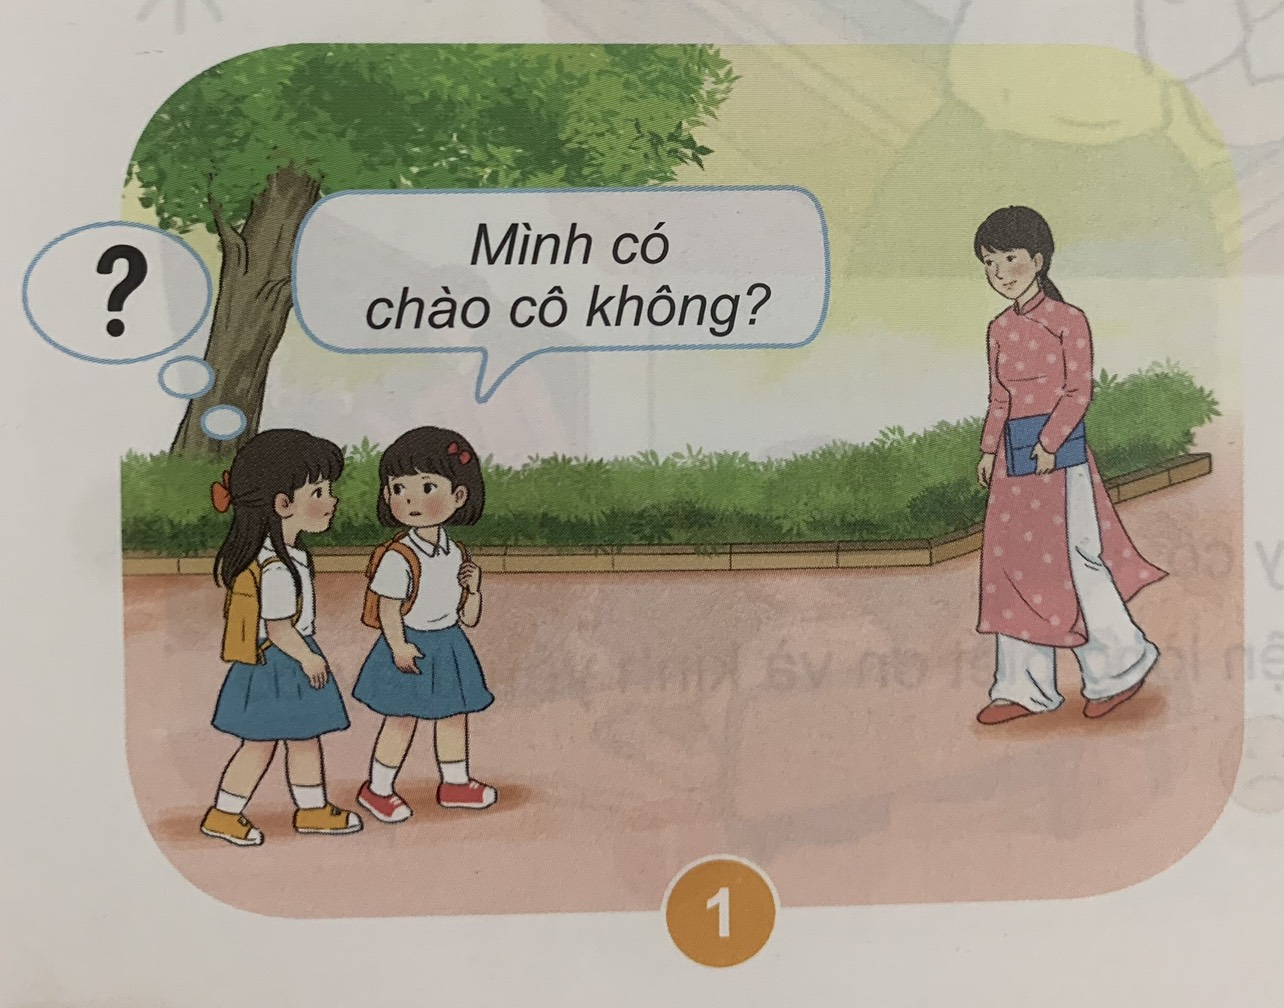 ?
Mình có
chào cô không?
1